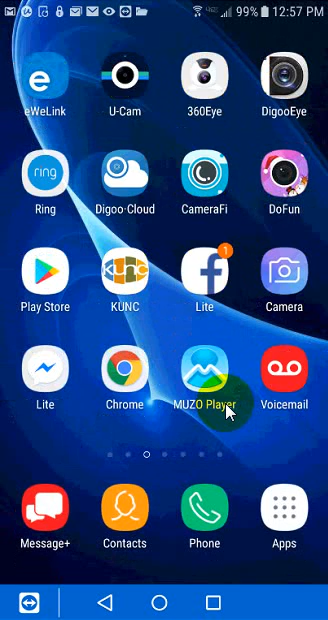 99% 12:57 PM
eWeLink U-Cam 360Eye DigooEye
ring
Ring Digoo-Cloud CameraFi DoFun
KUNC 1
Play Store KUNC Lite Camera
Lite Chrome MUZO Player Voicemail
Message+ Contacts Phone Apps